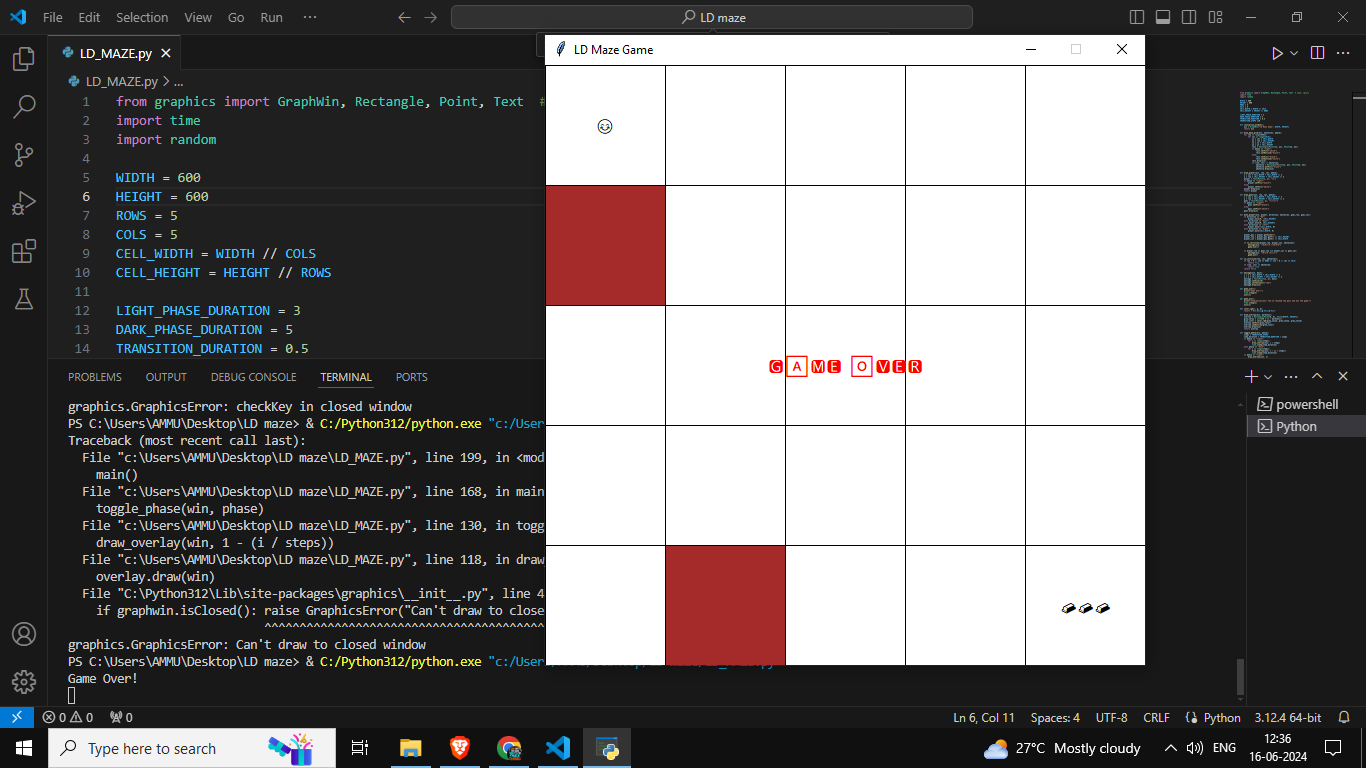 File Edit Selection View Go Run ··· LD maze
LD_MAZE.py
LD_MAZE.py > ...
1 from graphics import GraphWin, Rectangle, Point, Text #
2 import time
3 import random
4
5 WIDTH = 600
6 HEIGHT = 600
7 ROWS = 5
8 COLS = 5
9 CELL_WIDTH = WIDTH // COLS
10 CELL_HEIGHT = HEIGHT // ROWS
11
12 LIGHT_PHASE_DURATION = 3
13 DARK_PHASE_DURATION = 5
14 TRANSITION_DURATION = 0.5
PROBLEMS OUTPUT DEBUG CONSOLE TERMINAL PORTS
graphics.GraphicsError: checkKey in closed window
PS C:\Users\AMMU\Desktop\LD maze> & C:/Python312/python.exe "c:/User
Traceback (most recent call last):
File "c:\Users\AMMU\Desktop\LD maze\LD_MAZE.py", line 199, in <mod
main()
File "c:\Users\AMMU\Desktop\LD maze\LD_MAZE.py", line 168, in main
toggle_phase(win, phase)
File "c:\Users\AMMU\Desktop\LD maze\LD_MAZE.py", line 130, in togg
draw_overlay(win, 1 - (i / steps))
File "c:\Users\AMMU\Desktop\LD maze\LD_MAZE.py", line 118, in draw
overlay.draw(win)
File "C:\Python312\Lib\site-packages\graphics\__init__.py", line 4
if graphwin.isClosed(): raise GraphicsError("Can't draw to close
^^^^^^^^^^^^^^^^^^^^^^^^^^^^^^^^^^^^^^^^
graphics.GraphicsError: Can't draw to closed window
PS C:\Users\AMMU\Desktop\LD maze> & C:/Python312/python.exe "c:/User
Game Over!
LD Maze Game
GAME OVER
powershell
Python
0 0 0
Ln 6, Col 11 Spaces: 4 UTF-8 CRLF Python 3.12.4 64-bit
Type here to search
27°C Mostly cloudy
ENG
12:36
16-06-2024